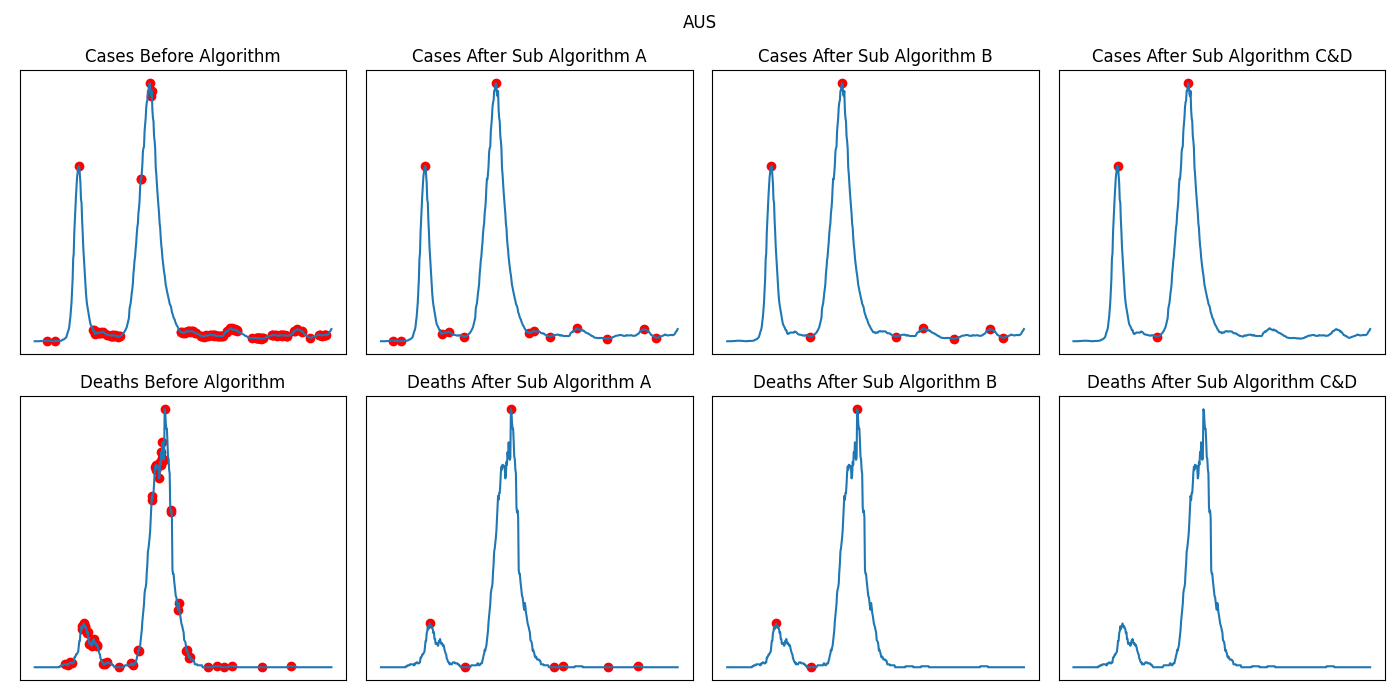 AUS
Cases Before Algorithm
Cases After Sub Algorithm A
Cases After Sub Algorithm B
Cases After Sub Algorithm C&D
Deaths Before Algorithm
Deaths After Sub Algorithm A
Deaths After Sub Algorithm B
Deaths After Sub Algorithm C&D